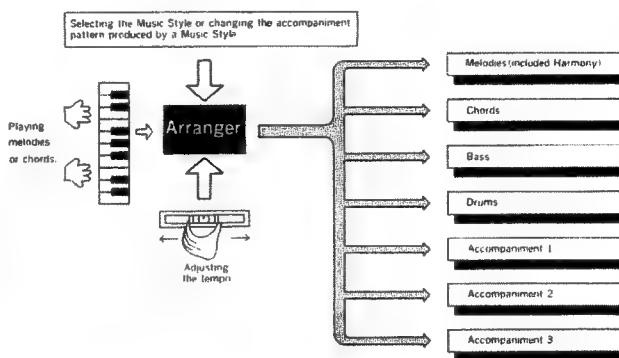 Selecting the Music Style or changing the accompaniment
pattern produced by a Music Style
Playing
melodies
or chords.
Arranger
Adjusting
the tempo
Melodies (included Harmony)
Chords
Bass
Drums
Accompaniment 1
Accompaniment 2
Accompaniment 3